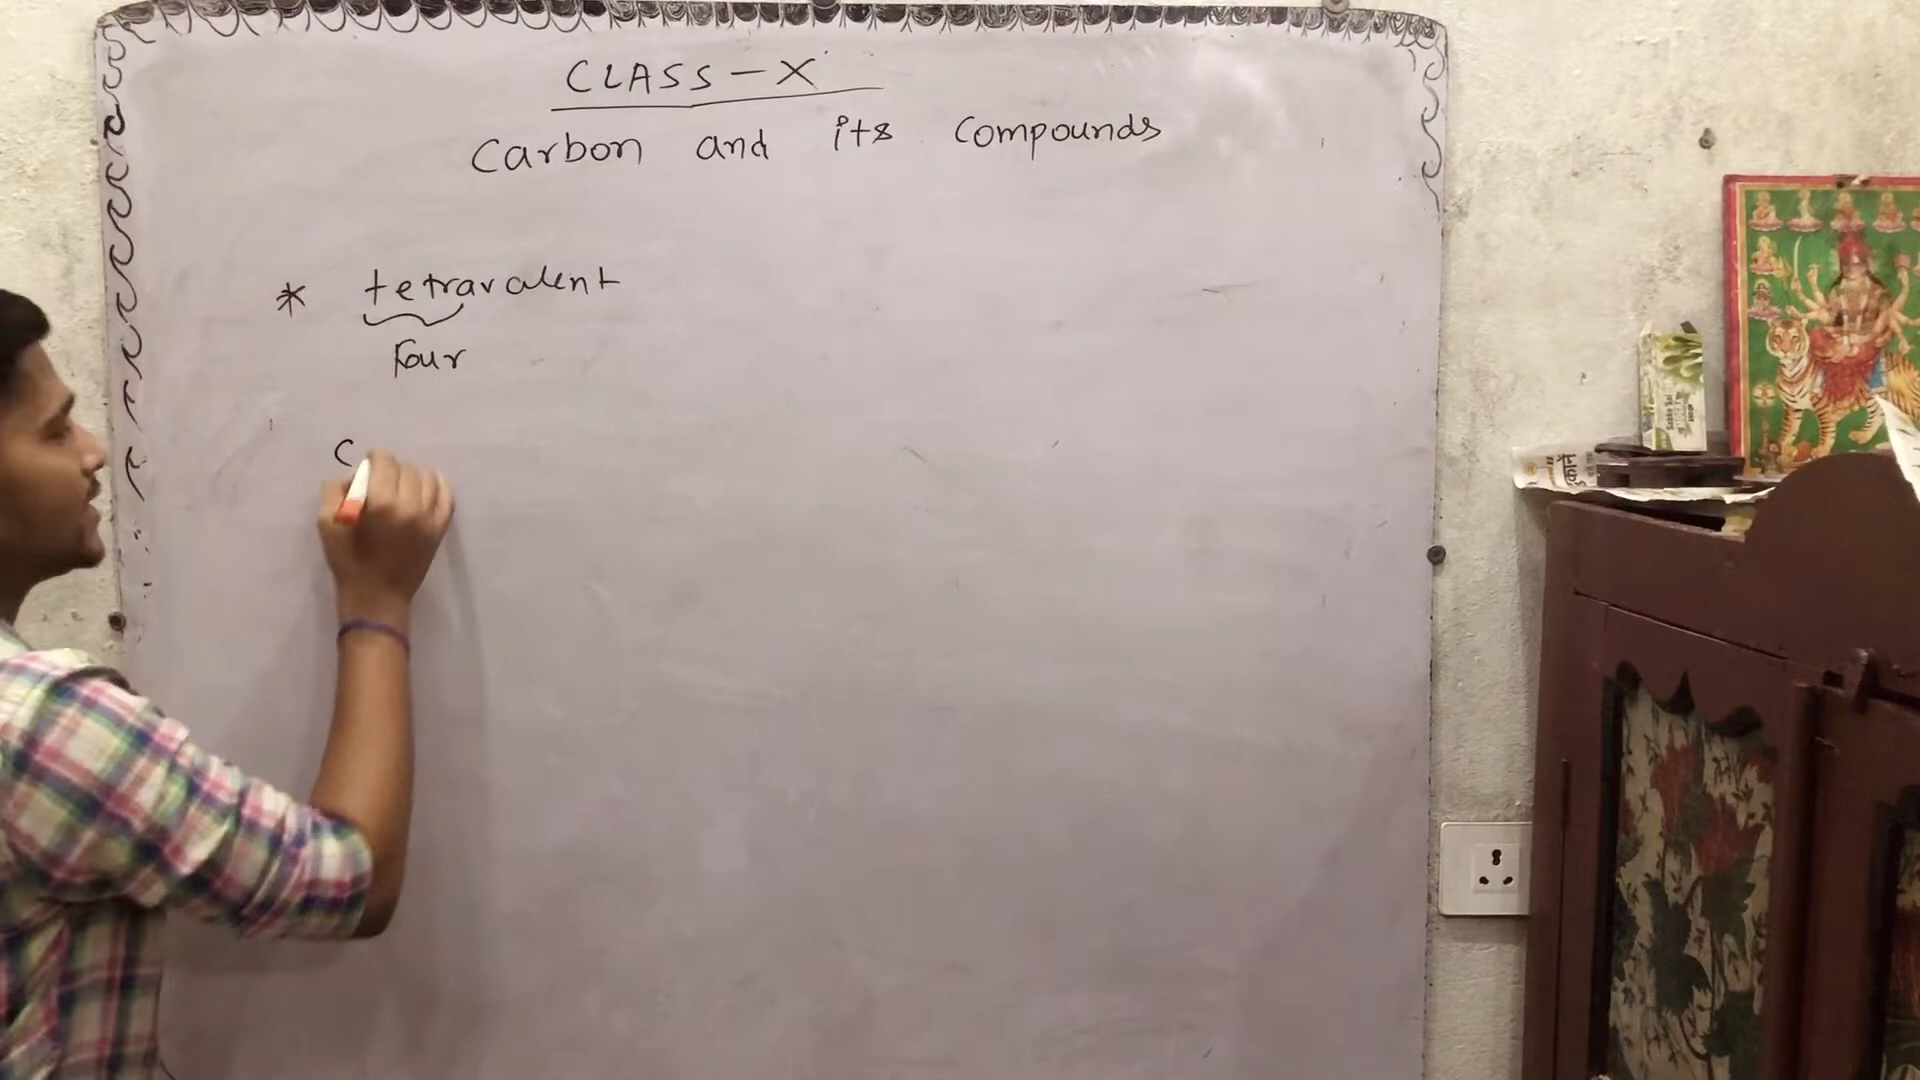 CLASS - X
Carbon and its Compounds
* tetravalent
Four
C